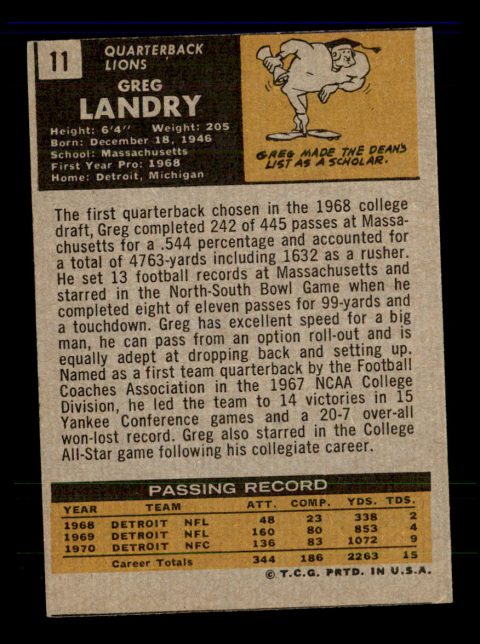 11
QUARTERBACK
LIONS
GREG
LANDRY
Height: 6'4" Weight: 205
Born: December 18, 1946
School: Massachusetts
First Year Pro: 1968
Home: Detroit, Michigan
GREG MADE THE DEAN'S
LIST AS A SCHOLAR.
The first quarterback chosen in the 1968 college
draft, Greg completed 242 of 445 passes at Massa-
chusetts for a .544 percentage and accounted for
a total of 4763-yards including 1632 as a rusher.
He set 13 football records at Massachusetts and
starred in the North-South Bowl Game when he
completed eight of eleven passes for 99-yards and
a touchdown. Greg has excellent speed for a big
man, he can pass from an option roll-out and is
equally adept at dropping back and setting up.
Named as a first team quarterback by the Football
Coaches Association in the 1967 NCAA College
Division, he led the team to 14 victories in 15
Yankee Conference games and a 20-7 over-all
won-lost record. Greg also starred in the College
All-Star game following his collegiate career.
PASSING RECORD
YEAR TEAM ATT. COMP. YDS. TDS.
1968 DETROIT NFL 48 23 338 2
1969 DETROIT NFL 160 80 853 4
1970 DETROIT NFC 136 83 1072 9
Career Totals 344 186 2263 15
© T.C.G. PRTD. IN U.S.A.